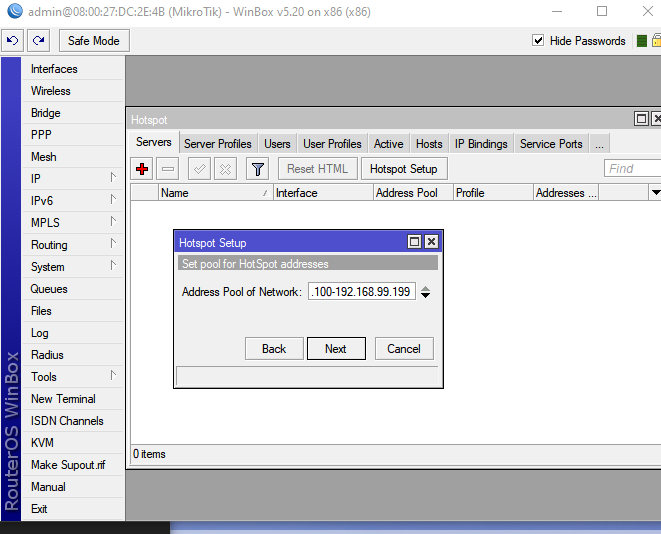 admin@08:00:27:DC:2E:4B (MikroTik) - WinBox v5.20 on x86 (x86)
Safe Mode
Hide Passwords
RouterOS WinBox
Interfaces
Wireless
Bridge
PPP
Mesh
IP
IPv6
MPLS
Routing
System
Queues
Files
Log
Radius
Tools
New Terminal
ISDN Channels
KVM
Make Supout.rif
Manual
Exit
Hotspot
Servers Server Profiles Users User Profiles Active Hosts IP Bindings Service Ports ...
Reset HTML Hotspot Setup Find
Name Interface Address Pool Profile Addresses ...
Hotspot Setup
Set pool for HotSpot addresses
Address Pool of Network: .100-192.168.99.199
Back Next Cancel
0 items